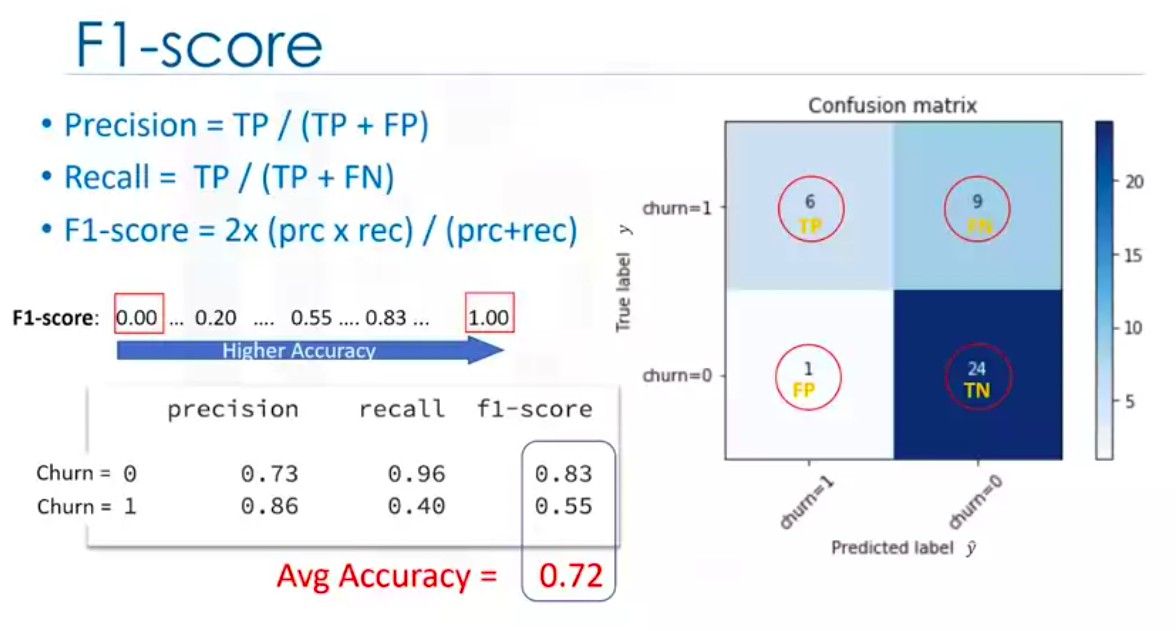 F1-score
• Precision = TP / (TP + FP)
• Recall = TP / (TP + FN)
• F1-score = 2x (prc x rec) / (prc+rec)
F1-score: 0.00 ... 0.20 .... 0.55 .... 0.83 ... 1.00
Higher Accuracy
precision recall f1-score
Churn = 0 0.73 0.96 0.83
Churn = 1 0.86 0.40 0.55
Avg Accuracy = 0.72
Confusion matrix
True label y
churn=1
6
TP
9
FN
churn=0
1
FP
24
TN
churn=1
churn=0
Predicted label ŷ
20
15
10
5